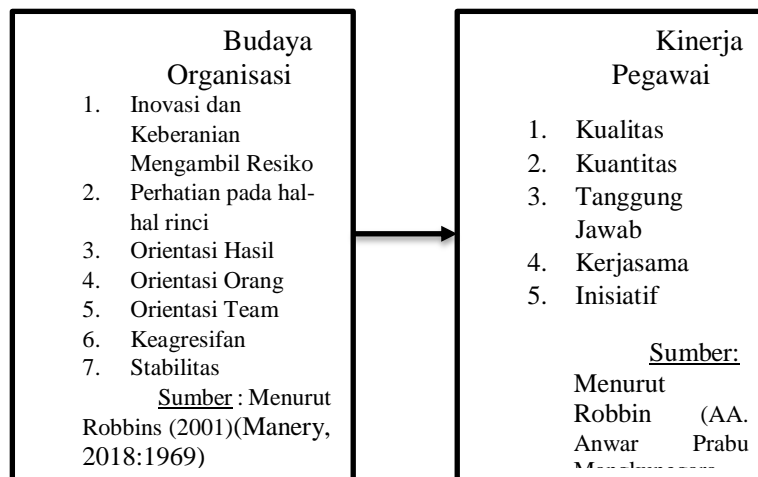 Budaya
Organisasi
1. Inovasi dan
Keberanian
Mengambil Resiko
2. Perhatian pada hal-
hal rinci
3. Orientasi Hasil
4. Orientasi Orang
5. Orientasi Team
6. Keagresifan
7. Stabilitas
Sumber : Menurut
Robbins (2001)(Manery,
2018:1969)
Kinerja
Pegawai
1. Kualitas
2. Kuantitas
3. Tanggung
Jawab
4. Kerjasama
5. Inisiatif
Sumber:
Menurut
Robbin (AA.
Anwar Prabu